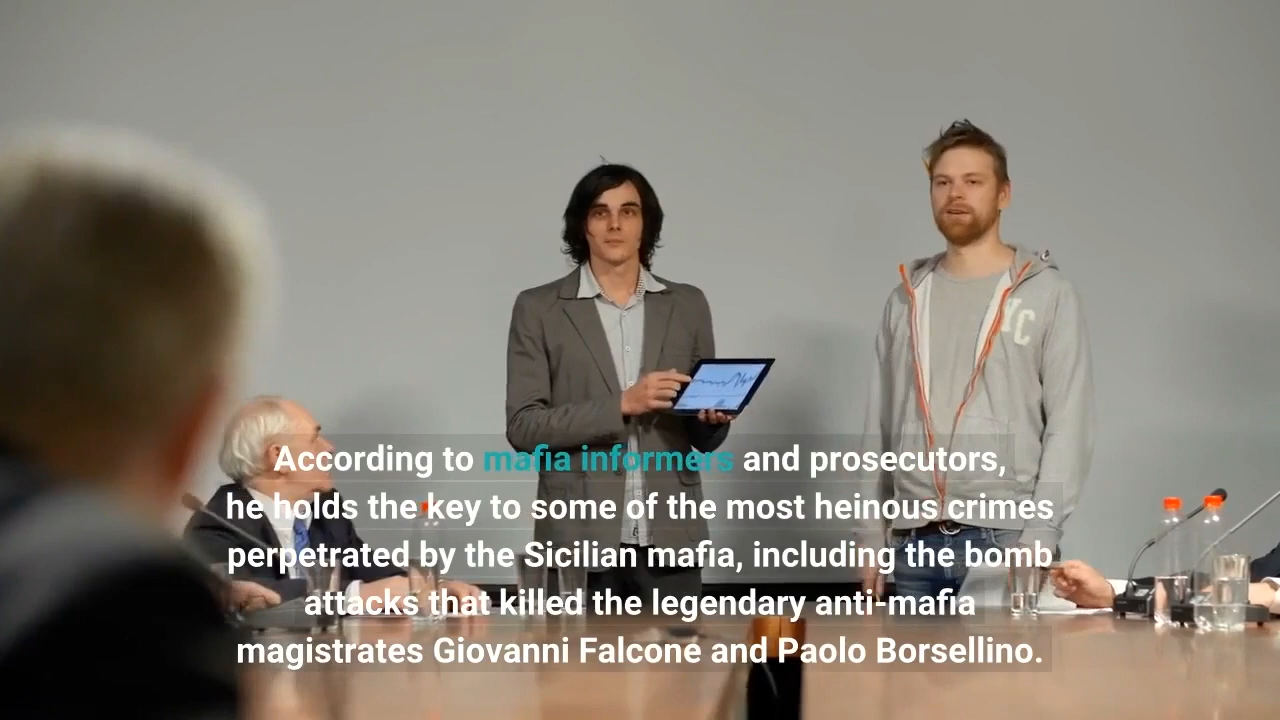 YC
According to mafia informers and prosecutors,
he holds the key to some of the most heinous crimes
perpetrated by the Sicilian mafia, including the bomb
attacks that killed the legendary anti-mafia
magistrates Giovanni Falcone and Paolo Borsellino.